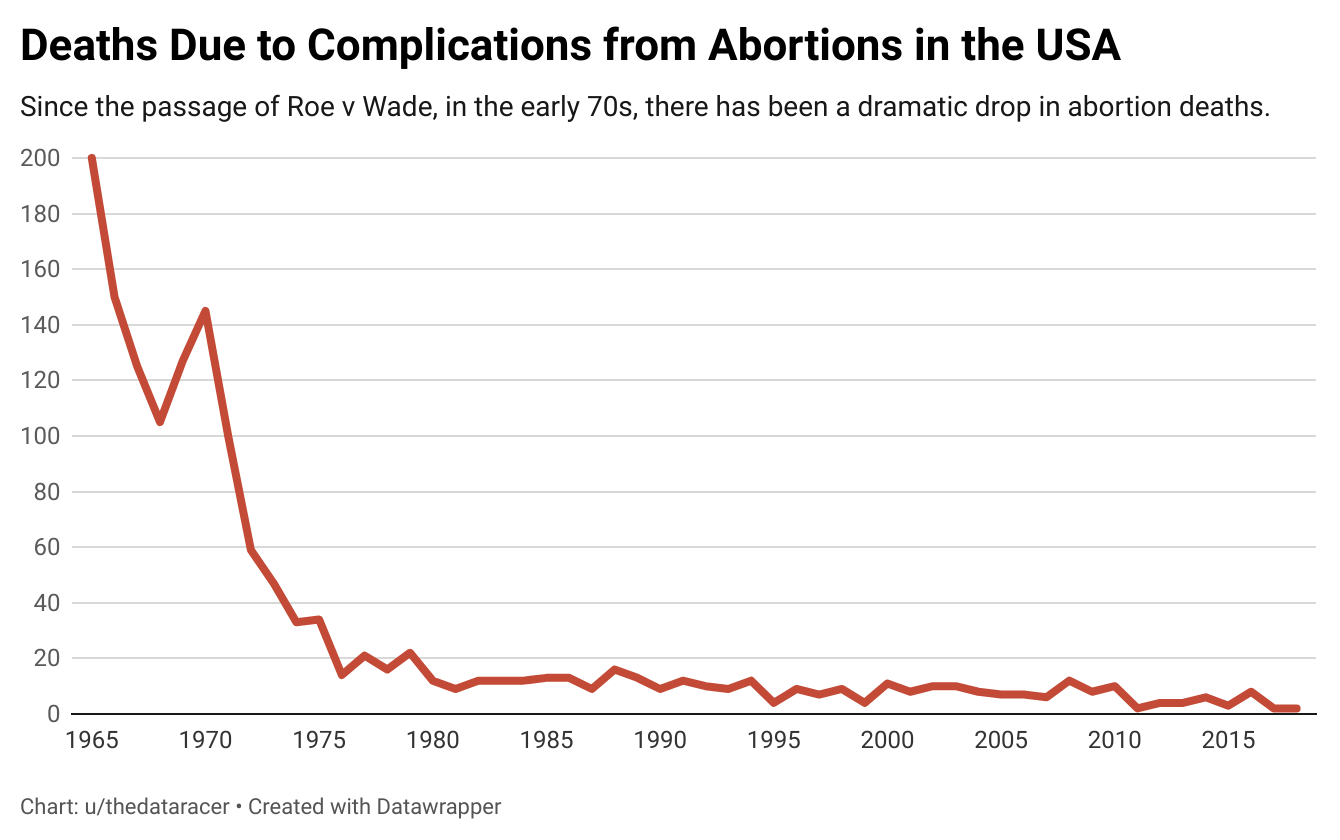 Deaths Due to Complications from Abortions in the USA
Since the passage of Roe v Wade, in the early 70s, there has been a dramatic drop in abortion deaths.
200
180
160
140
120
100
80
60
40
20
0
1965 1970 1975 1980 1985 1990 1995 2000 2005 2010 2015
Chart: u/thedataracer • Created with Datawrapper